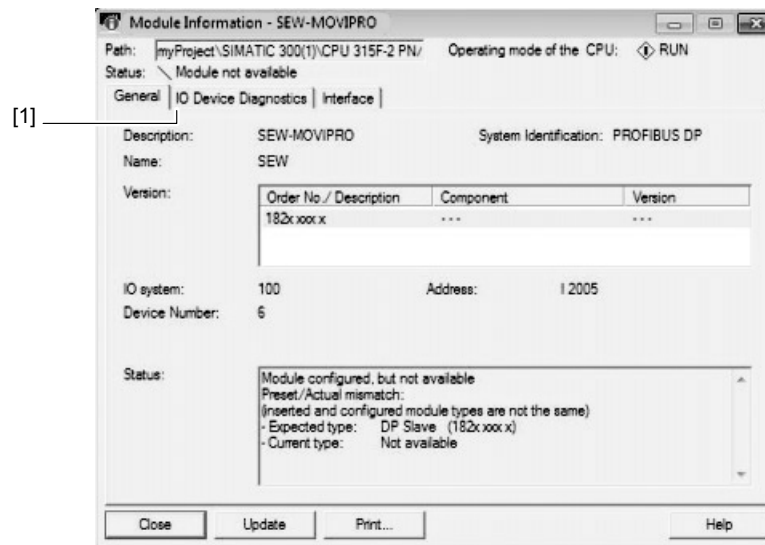 Module Information - SEW-MOVIPRO
Path: myProject\SIMATIC 300(1)\CPU 315F-2 PN/ Operating mode of the CPU: RUN
Status: Module not available
General IO Device Diagnostics Interface
[1]
Description: SEW-MOVIPRO System Identification: PROFIBUS DP
Name: SEW
Version: Order No./ Description Component Version
182x xxx x - - - - - -
IO system: 100 Address: I 2005
Device Number: 6
Status: Module configured, but not available
Preset/Actual mismatch:
(inserted and configured module types are not the same)
- Expected type: DP Slave (182x xxx x)
- Current type: Not available
Close Update Print... Help